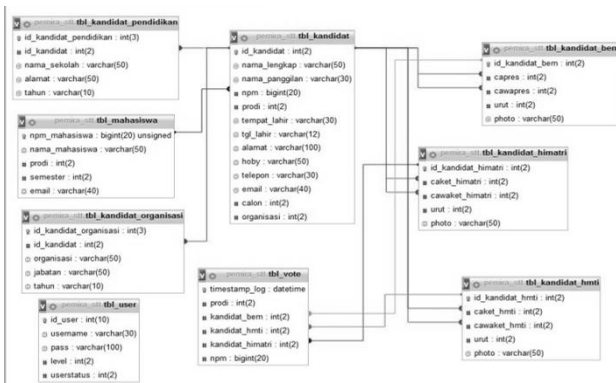 pemira_stt tbl_kandidat_pendidikan
id_kandidat_pendidikan : int(3)
id_kandidat : int(2)
nama_sekolah : varchar(50)
alamat : varchar(50)
tahun : varchar(10)
pemira_stt tbl_mahasiswa
npm_mahasiswa : bigint(20) unsigned
nama_mahasiswa : varchar(50)
prodi : int(2)
semester : int(2)
email : varchar(40)
pemira_stt tbl_kandidat_organisasi
id_kandidat_organisasi : int(3)
id_kandidat : int(2)
organisasi : varchar(50)
jabatan : varchar(50)
tahun : varchar(10)
pemira_stt tbl_user
id_user : int(10)
username : varchar(30)
pass : varchar(100)
level : int(2)
userstatus : int(2)
pemira_stt tbl_kandidat
id_kandidat : int(2)
nama_lengkap : varchar(50)
nama_panggilan : varchar(30)
npm : bigint(20)
prodi : int(2)
tempat_lahir : varchar(30)
tgl_lahir : varchar(12)
alamat : varchar(100)
hoby : varchar(50)
telepon : varchar(30)
email : varchar(40)
calon : int(2)
organisasi : int(2)
pemira_stt tbl_vote
timestamp_log : datetime
prodi : int(2)
kandidat_bem : int(2)
kandidat_hmti : int(2)
kandidat_himatri : int(2)
npm : bigint(20)
pemira_stt tbl_kandidat_bem
id_kandidat_bem : int(2)
capres : int(2)
cawapres : int(2)
urut : int(2)
photo : varchar(50)
pemira_stt tbl_kandidat_himatri
id_kandidat_himatri : int(2)
caket_himatri : int(2)
cawaket_himatri : int(2)
urut : int(2)
photo : varchar(50)
pemira_stt tbl_kandidat_hmti
id_kandidat_hmti : int(2)
caket_hmti : int(2)
cawaket_hmti : int(2)
urut : int(2)
photo : varchar(50)